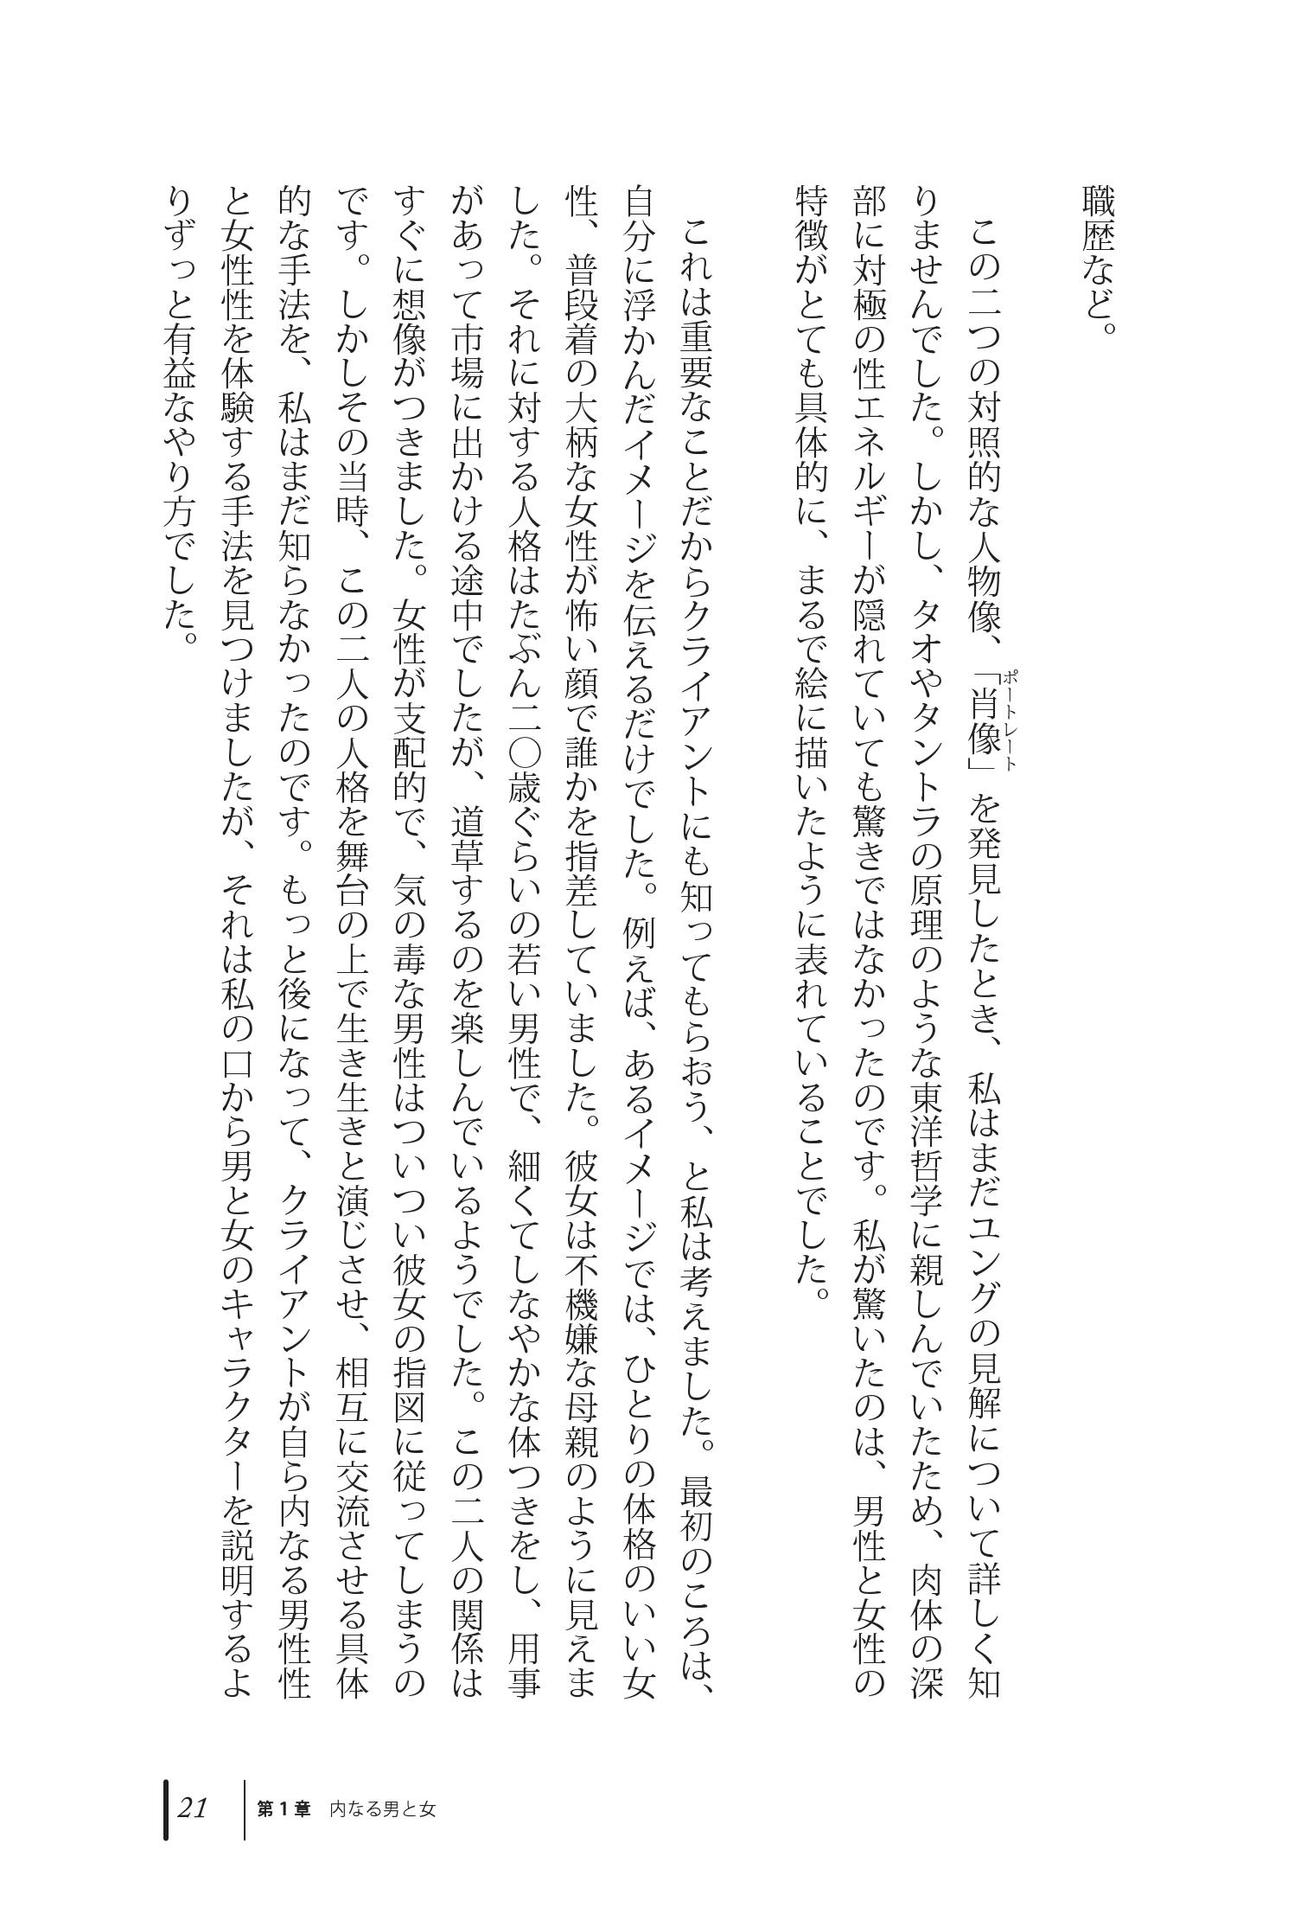 職歴など。
この二つの対照的な人物像、「肖像」を発見したとき、私はまだユングの見解について詳しく知
ポートレート
りませんでした。しかし、タオやタントラの原理のような東洋哲学に親しんでいたため、肉体の深
部に対極の性エネルギーが隠れていても驚きではなかったのです。私が驚いたのは、男性と女性の
特徴がとても具体的に、まるで絵に描いたように表れていることでした。
これは重要なことだからクライアントにも知ってもらおう、と私は考えました。最初のころは、
自分に浮かんだイメージを伝えるだけでした。例えば、あるイメージでは、ひとりの体格のいい女
性、普段着の大柄な女性が怖い顔で誰かを指差していました。彼女は不機嫌な母親のように見えま
した。それに対する人格はたぶん二〇歳ぐらいの若い男性で、細くてしなやかな体つきをし、用事
があって市場に出かける途中でしたが、道草するのを楽しんでいるようでした。この二人の関係は
すぐに想像がつきました。女性が支配的で、気の毒な男性はついつい彼女の指図に従ってしまうの
です。しかしその当時、この二人の人格を舞台の上で生き生きと演じさせ、相互に交流させる具体
的な手法を、私はまだ知らなかったのです。もっと後になって、クライアントが自ら内なる男性性
と女性性を体験する手法を見つけましたが、それは私の口から男と女のキャラクターを説明するよ
りずっと有益なやり方でした。
21 第1章 内なる男と女